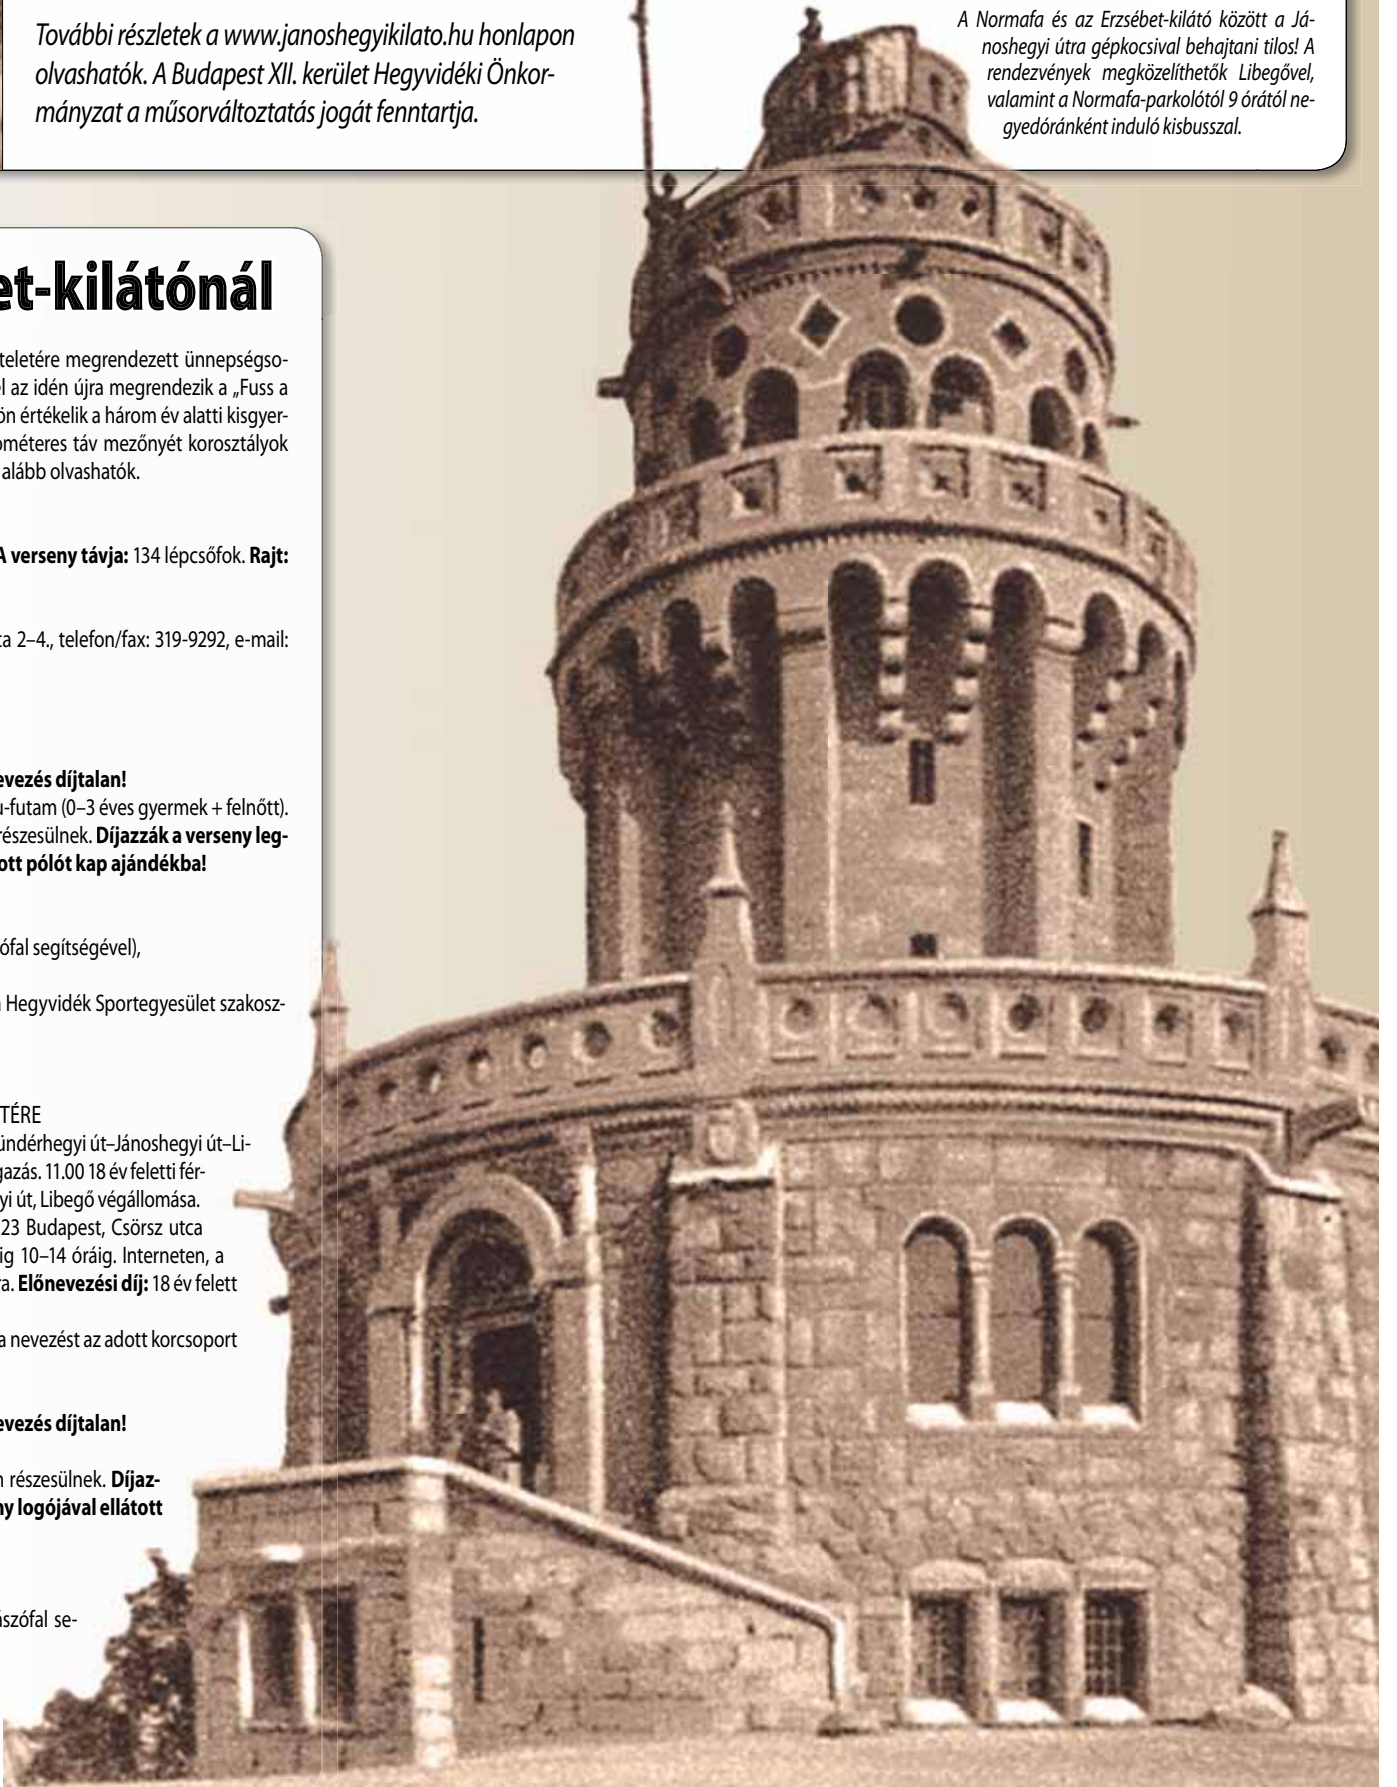 További részletek a www.janoshegyikilato.hu honlapon
olvashatók. A Budapest XII. kerület Hegyvidéki Önkor-
mányzat a műsorváltoztatás jogát fenntartja.
A Normafa és az Erzsébet-kilátó között a Já-
noshegyi útra gépkocsival behajtani tilos! A
rendezvények megközelíthetők Libegővel,
valamint a Normafa-parkolótól 9 órától ne-
gyedóránként induló kisbusszal.
et-kilátónál
teletére megrendezett ünnepségso-
el az idén újra megrendezik a „Fuss a
ön értékelik a három év alatti kisgyer-
ométeres táv mezőnyét korosztályok
alább olvashatók.
A verseny távja: 134 lépcsőfok. Rajt:
ca 2–4., telefon/fax: 319-9292, e-mail:
evezés díjtalan!
u-futam (0–3 éves gyermek + felnőtt).
részesülnek. Díjazzák a verseny leg-
ott pólót kap ajándékba!
ófal segítségével),
a Hegyvidék Sportegyesület szakosz-
TÉRE
ündérhegyi út–Jánoshegyi út–Li-
gazás. 11.00 18 év feletti fér-
yi út, Libegő végállomása.
23 Budapest, Csörsz utca
ig 10–14 óráig. Interneten, a
ra. Előnevezési díj: 18 év felett
a nevezést az adott korcsoport
evezés díjtalan!
n részesülnek. Díjaz-
ny logójával ellátott
ászófal se-